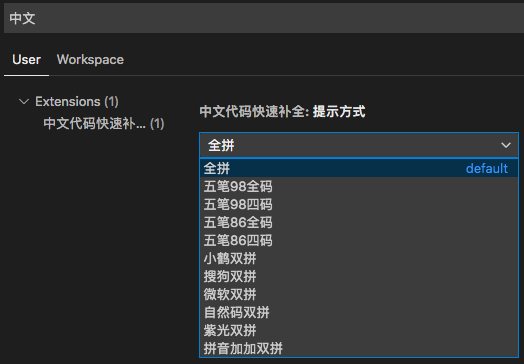 中文
User Workspace
Extensions (1)
中文代码快速补... (1)
中文代码快速补全: 提示方式
全拼
全拼 default
五笔98全码
五笔98四码
五笔86全码
五笔86四码
小鹤双拼
搜狗双拼
微软双拼
自然码双拼
紫光双拼
拼音加加双拼